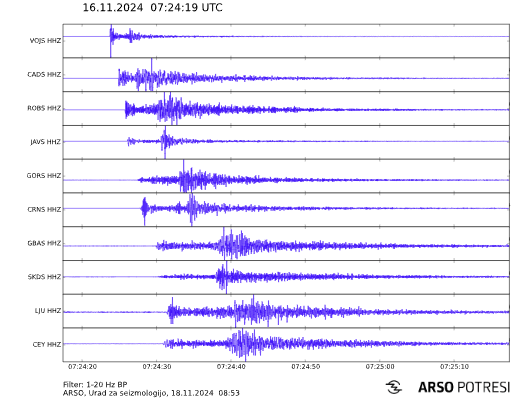 16.11.2024 07:24:19 UTC
VOJS HHZ
CADS HHZ
ROBS HHZ
JAVS HHZ
GORS HHZ
CRNS HHZ
GBAS HHZ
SKDS HHZ
LJU HHZ
CEY HHZ
07:24:20 07:24:30 07:24:40 07:24:50 07:25:00 07:25:10
Filter: 1-20 Hz BP
ARSO, Urad za seizmologijo, 18.11.2024 08:53
ARSO POTRESI